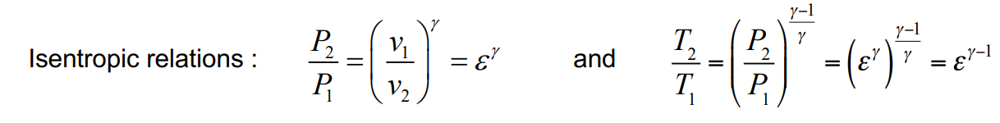 Isentropic relations : P₂/P₁ = (v₁/v₂)^γ = ε^γ and T₂/T₁ = (P₂/P₁)^((γ−1)/γ) = (ε^γ)^((γ−1)/γ) = ε^(γ−1)